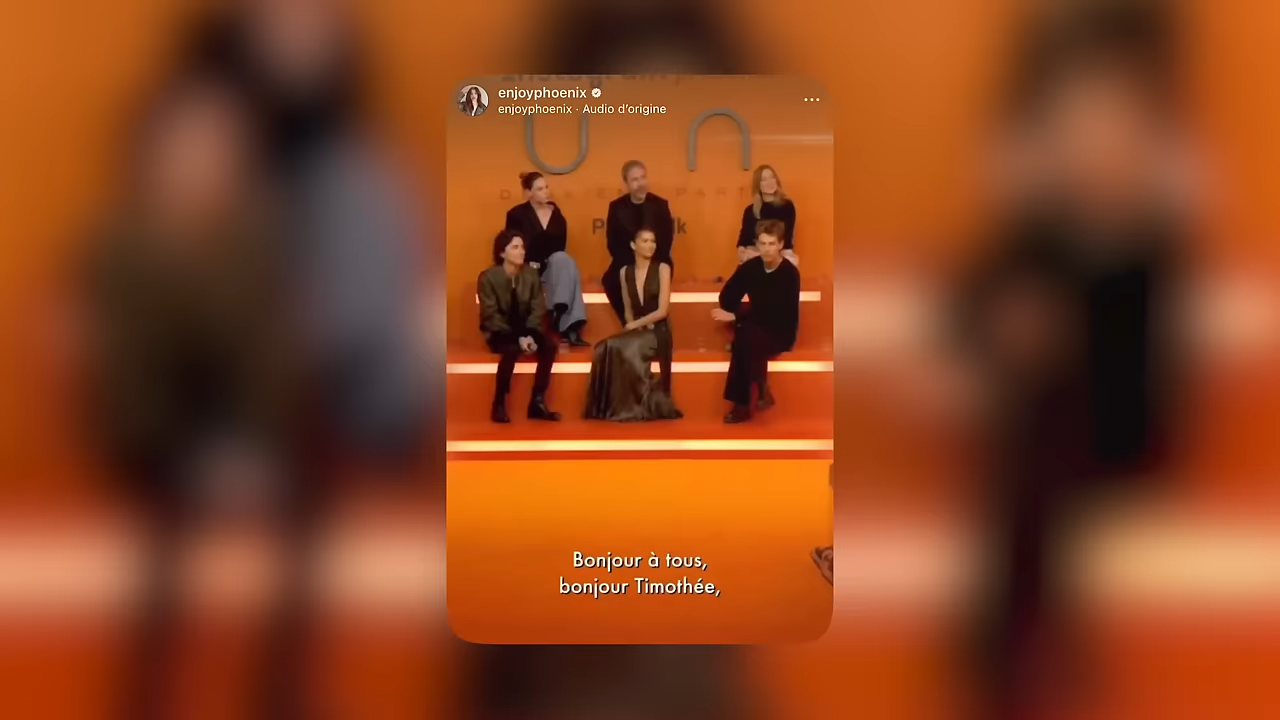 enjoyphoenix
enjoyphoenix · Audio d’origine
U N
Bonjour à tous,
bonjour Timothée,